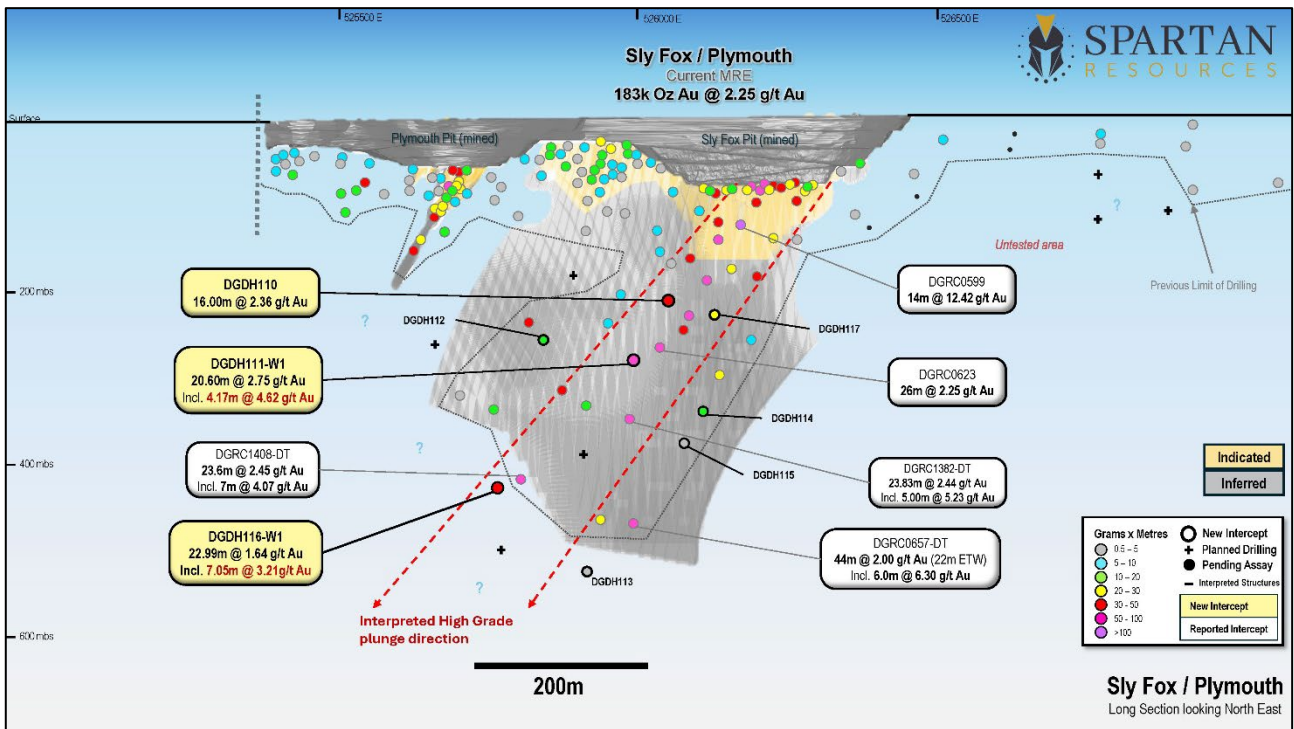 525500 E
526000 E
526500 E
SPARTAN
RESOURCES
Sly Fox / Plymouth
Current MRE
183k Oz Au @ 2.25 g/t Au
Surface
Plymouth Pit (mined)
Sly Fox Pit (mined)
?
?
Untested area
Previous Limit of Drilling
DGRC0599
14m @ 12.42 g/t Au
200 mbs
DGDH110
16.00m @ 2.36 g/t Au
?
DGDH112
DGDH117
DGDH111-W1
20.60m @ 2.75 g/t Au
Incl. 4.17m @ 4.62 g/t Au
DGRC0623
26m @ 2.25 g/t Au
DGDH114
?
DGDH115
400 mbs
DGRC1408-DT
23.6m @ 2.45 g/t Au
Incl. 7m @ 4.07 g/t Au
DGRC1382-DT
23.83m @ 2.44 g/t Au
Incl. 5.00m @ 5.23 g/t Au
DGDH116-W1
22.99m @ 1.64 g/t Au
Incl. 7.05m @ 3.21g/t Au
DGRC0657-DT
44m @ 2.00 g/t Au (22m ETW)
Incl. 6.0m @ 6.30 g/t Au
?
DGDH113
Interpreted High Grade
plunge direction
600 mbs
200m
Indicated
Inferred
Grams x Metres
0.5 – 5
5 – 10
10 – 20
20 – 30
30 – 50
50 – 100
>100
New Intercept
Planned Drilling
Pending Assay
Interpreted Structures
New Intercept
Reported Intercept
Sly Fox / Plymouth
Long Section looking North East